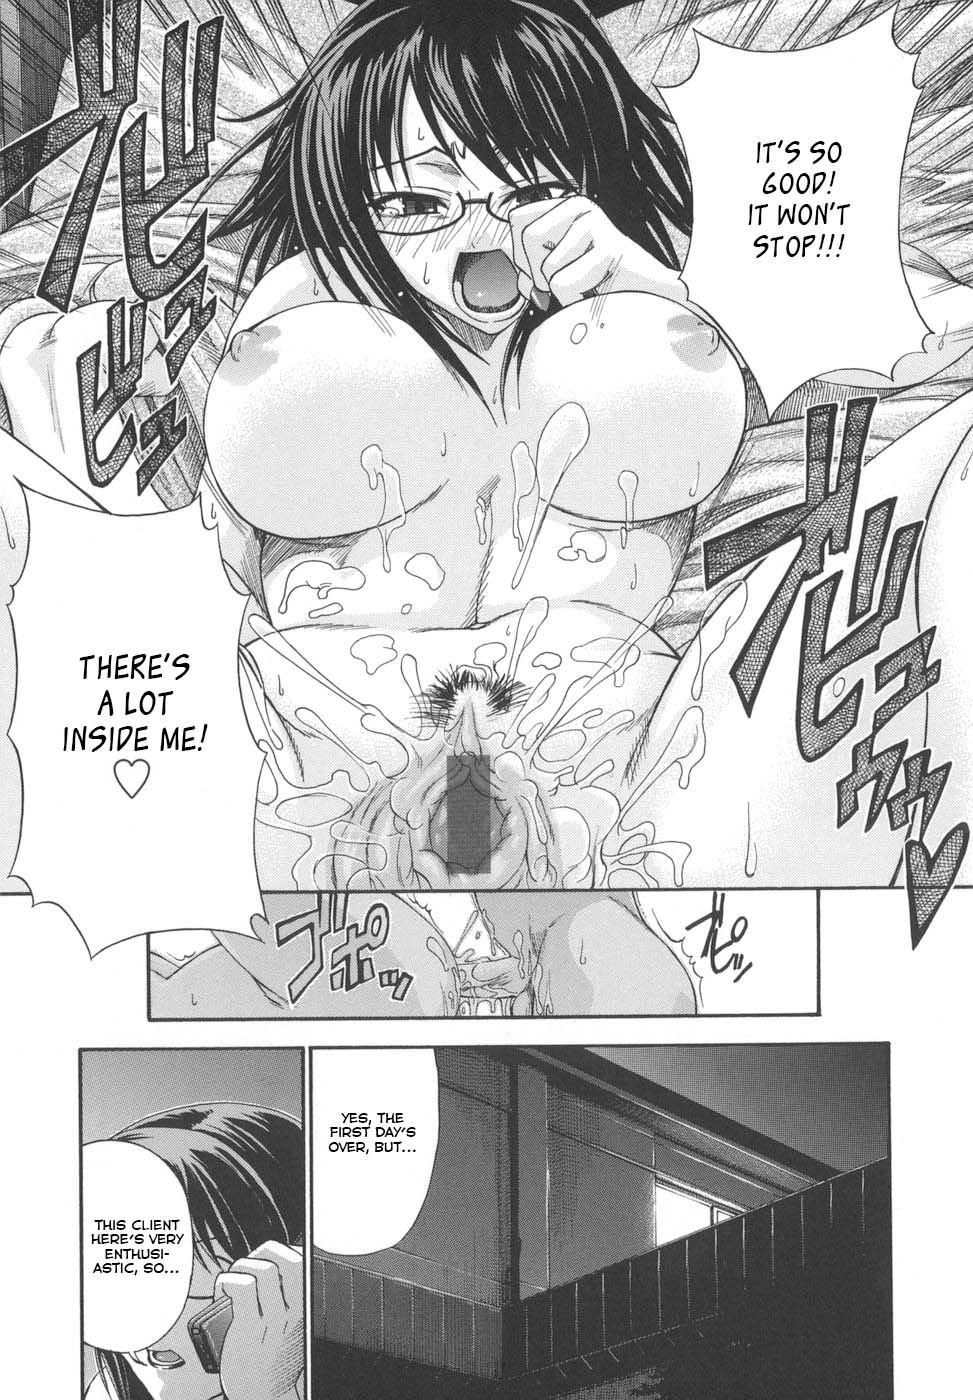 IT'S SO
GOOD!
IT WON'T
STOP!!!
THERE'S
A LOT
INSIDE ME!
♡
YES, THE
FIRST DAY'S
OVER, BUT...
THIS CLIENT
HERE'S VERY
ENTHUSI-
ASTIC, SO...